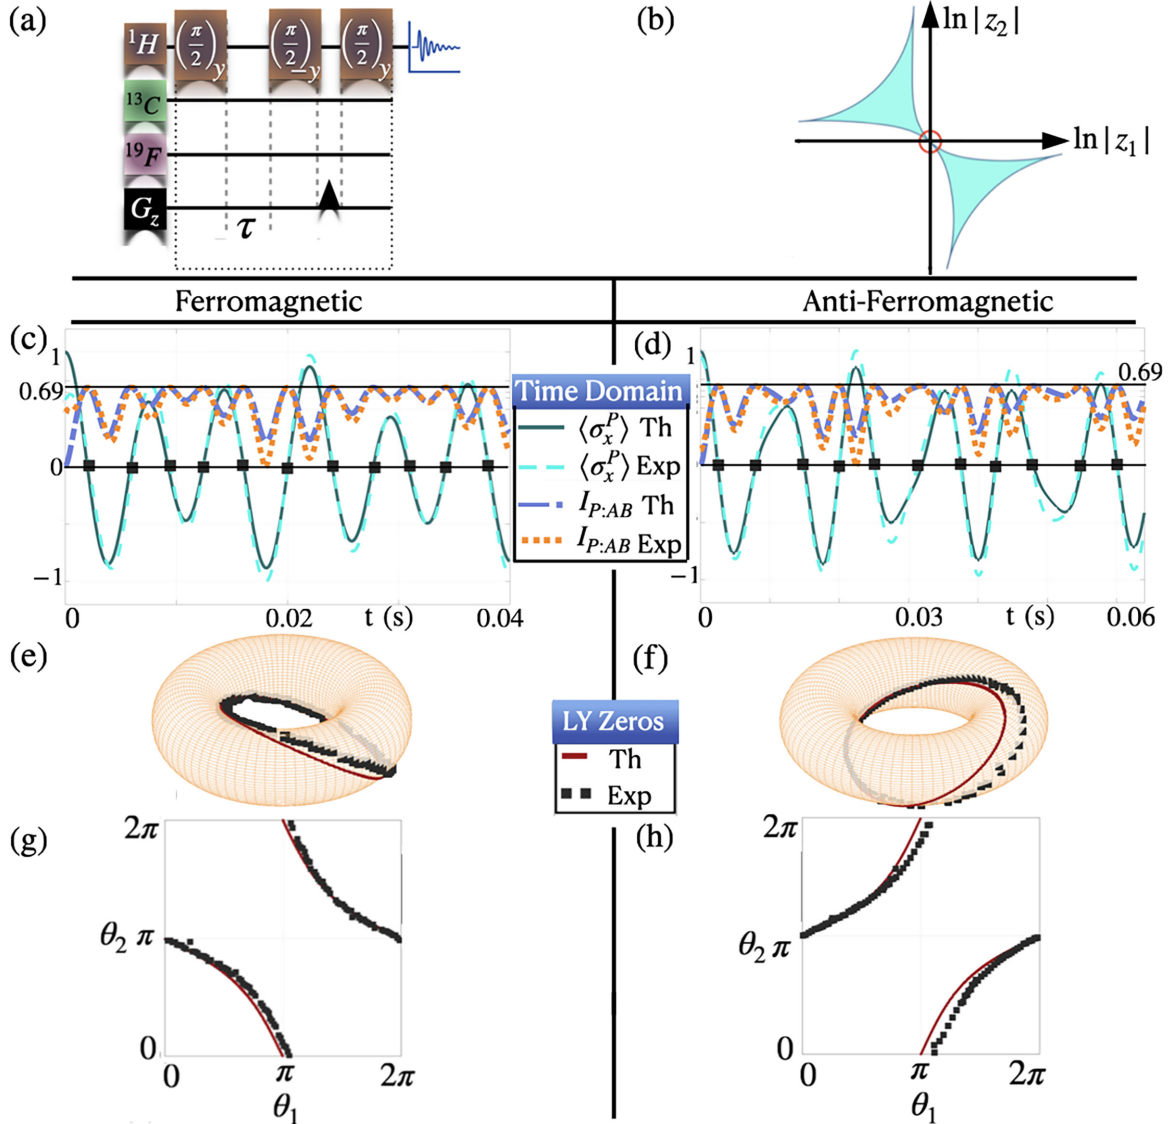 (a)
¹H
(π/2)y
(π/2)−y
(π/2)y
¹³C
¹⁹F
Gz
τ
(b)
ln|z₂|
ln|z₁|
Ferromagnetic
Anti-Ferromagnetic
(c)
1
0.69
0
−1
0
0.02
t (s)
0.04
Time Domain
⟨σₓᴾ⟩ Th
⟨σₓᴾ⟩ Exp
I_P:AB Th
I_P:AB Exp
(d)
1
0.69
0
−1
0
0.03
t (s)
0.06
(e)
(f)
LY Zeros
Th
Exp
(g)
2π
θ₂ π
0
0
π
2π
θ₁
(h)
2π
θ₂ π
0
0
π
2π
θ₁